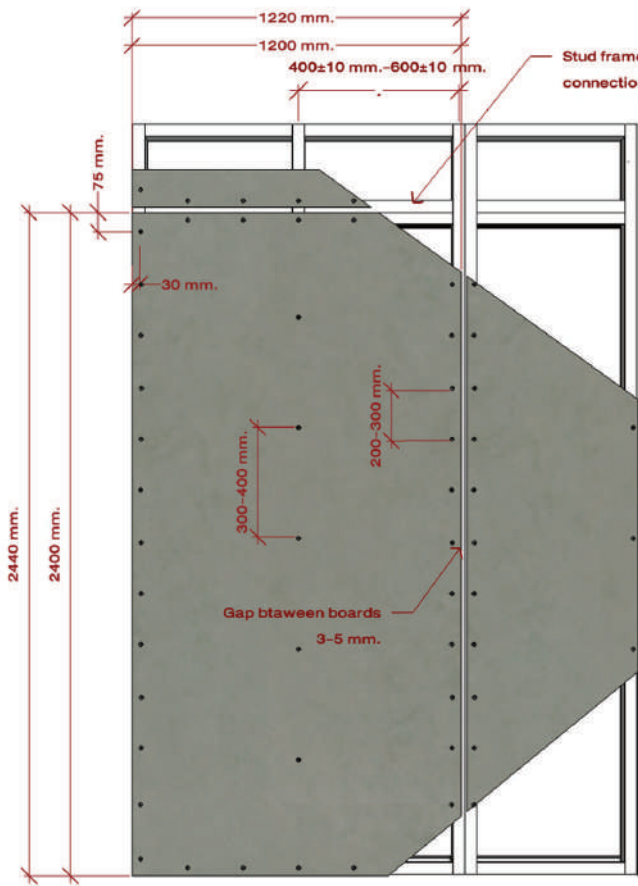 1220 mm.
1200 mm.
400±10 mm.–600±10 mm.
Stud frame
connectio
75 mm.
30 mm.
200–300 mm.
300–400 mm.
2440 mm.
2400 mm.
Gap btaween boards
3–5 mm.